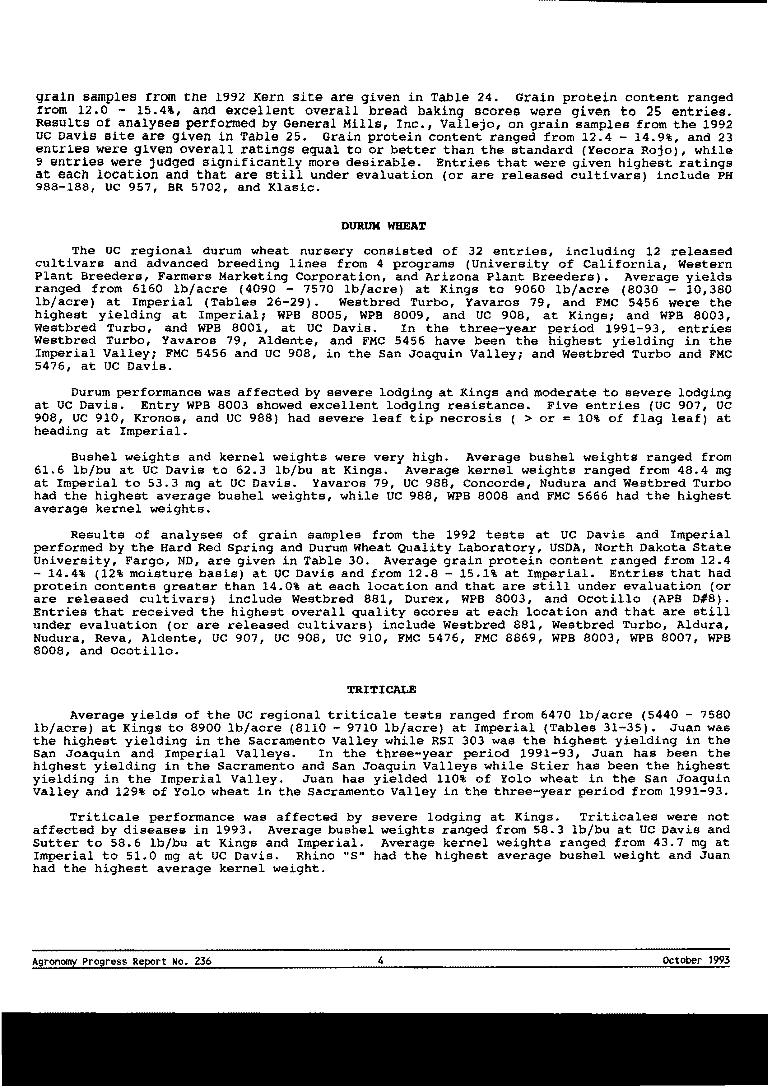 grain samples from the 1992 Kern site are given in Table 24. Grain protein content ranged
from 12.0 - 15.4%, and excellent overall bread baking scores were given to 25 entries.
Results of analyses performed by General Mills, Inc., Vallejo, on grain samples from the 1992
UC Davis site are given in Table 25. Grain protein content ranged from 12.4 - 14.9%, and 23
entries were given overall ratings equal to or better than the standard (Yecora Rojo), while
9 entries were judged significantly more desirable. Entries that were given highest ratings
at each location and that are still under evaluation (or are released cultivars) include PH
988-188, UC 957, BR 5702, and Klasic.
DURUM WHEAT
The UC regional durum wheat nursery consisted of 32 entries, including 12 released
cultivars and advanced breeding lines from 4 programs (University of California, Western
Plant Breeders, Farmers Marketing Corporation, and Arizona Plant Breeders). Average yields
ranged from 6160 lb/acre (4090 - 7570 lb/acre) at Kings to 9060 lb/acre (8030 - 10,380
lb/acre) at Imperial (Tables 26-29). Westbred Turbo, Yavaros 79, and FMC 5456 were the
highest yielding at Imperial; WPB 8005, WPB 8009, and UC 908, at Kings; and WPB 8003,
Westbred Turbo, and WPB 8001, at UC Davis. In the three-year period 1991-93, entries
Westbred Turbo, Yavaros 79, Aldente, and FMC 5456 have been the highest yielding in the
Imperial Valley; FMC 5456 and UC 908, in the San Joaquin Valley; and Westbred Turbo and FMC
5476, at UC Davis.
Durum performance was affected by severe lodging at Kings and moderate to severe lodging
at UC Davis. Entry WPB 8003 showed excellent lodging resistance. Five entries (UC 907, UC
908, UC 910, Kronos, and UC 988) had severe leaf tip necrosis ( > or = 10% of flag leaf) at
heading at Imperial.
Bushel weights and kernel weights were very high. Average bushel weights ranged from
61.6 lb/bu at UC Davis to 62.3 lb/bu at Kings. Average kernel weights ranged from 48.4 mg
at Imperial to 53.3 mg at UC Davis. Yavaros 79, UC 988, Concorde, Nudura and Westbred Turbo
had the highest average bushel weights, while UC 988, WPB 8008 and FMC 5666 had the highest
average kernel weights.
Results of analyses of grain samples from the 1992 tests at UC Davis and Imperial
performed by the Hard Red Spring and Durum Wheat Quality Laboratory, USDA, North Dakota State
University, Fargo, ND, are given in Table 30. Average grain protein content ranged from 12.4
- 14.4% (12% moisture basis) at UC Davis and from 12.8 - 15.1% at Imperial. Entries that had
protein contents greater than 14.0% at each location and that are still under evaluation (or
are released cultivars) include Westbred 881, Durex, WPB 8003, and Ocotillo (APB D#8).
Entries that received the highest overall quality scores at each location and that are still
under evaluation (or are released cultivars) include Westbred 881, Westbred Turbo, Aldura,
Nudura, Reva, Aldente, UC 907, UC 908, UC 910, FMC 5476, FMC 8869, WPB 8003, WPB 8007, WPB
8008, and Ocotillo.
TRITICALE
Average yields of the UC regional triticale tests ranged from 6470 lb/acre (5440 - 7580
lb/acre) at Kings to 8900 lb/acre (8110 - 9710 lb/acre) at Imperial (Tables 31-35). Juan was
the highest yielding in the Sacramento Valley while RSI 303 was the highest yielding in the
San Joaquin and Imperial Valleys. In the three-year period 1991-93, Juan has been the
highest yielding in the Sacramento and San Joaquin Valleys while Stier has been the highest
yielding in the Imperial Valley. Juan has yielded 110% of Yolo wheat in the San Joaquin
Valley and 129% of Yolo wheat in the Sacramento Valley in the three-year period from 1991-93.
Triticale performance was affected by severe lodging at Kings. Triticales were not
affected by diseases in 1993. Average bushel weights ranged from 58.3 lb/bu at UC Davis and
Sutter to 58.6 lb/bu at Kings and Imperial. Average kernel weights ranged from 43.7 mg at
Imperial to 51.0 mg at UC Davis. Rhino "S" had the highest average bushel weight and Juan
had the highest average kernel weight.
Agronomy Progress Report No. 236 4 October 1993